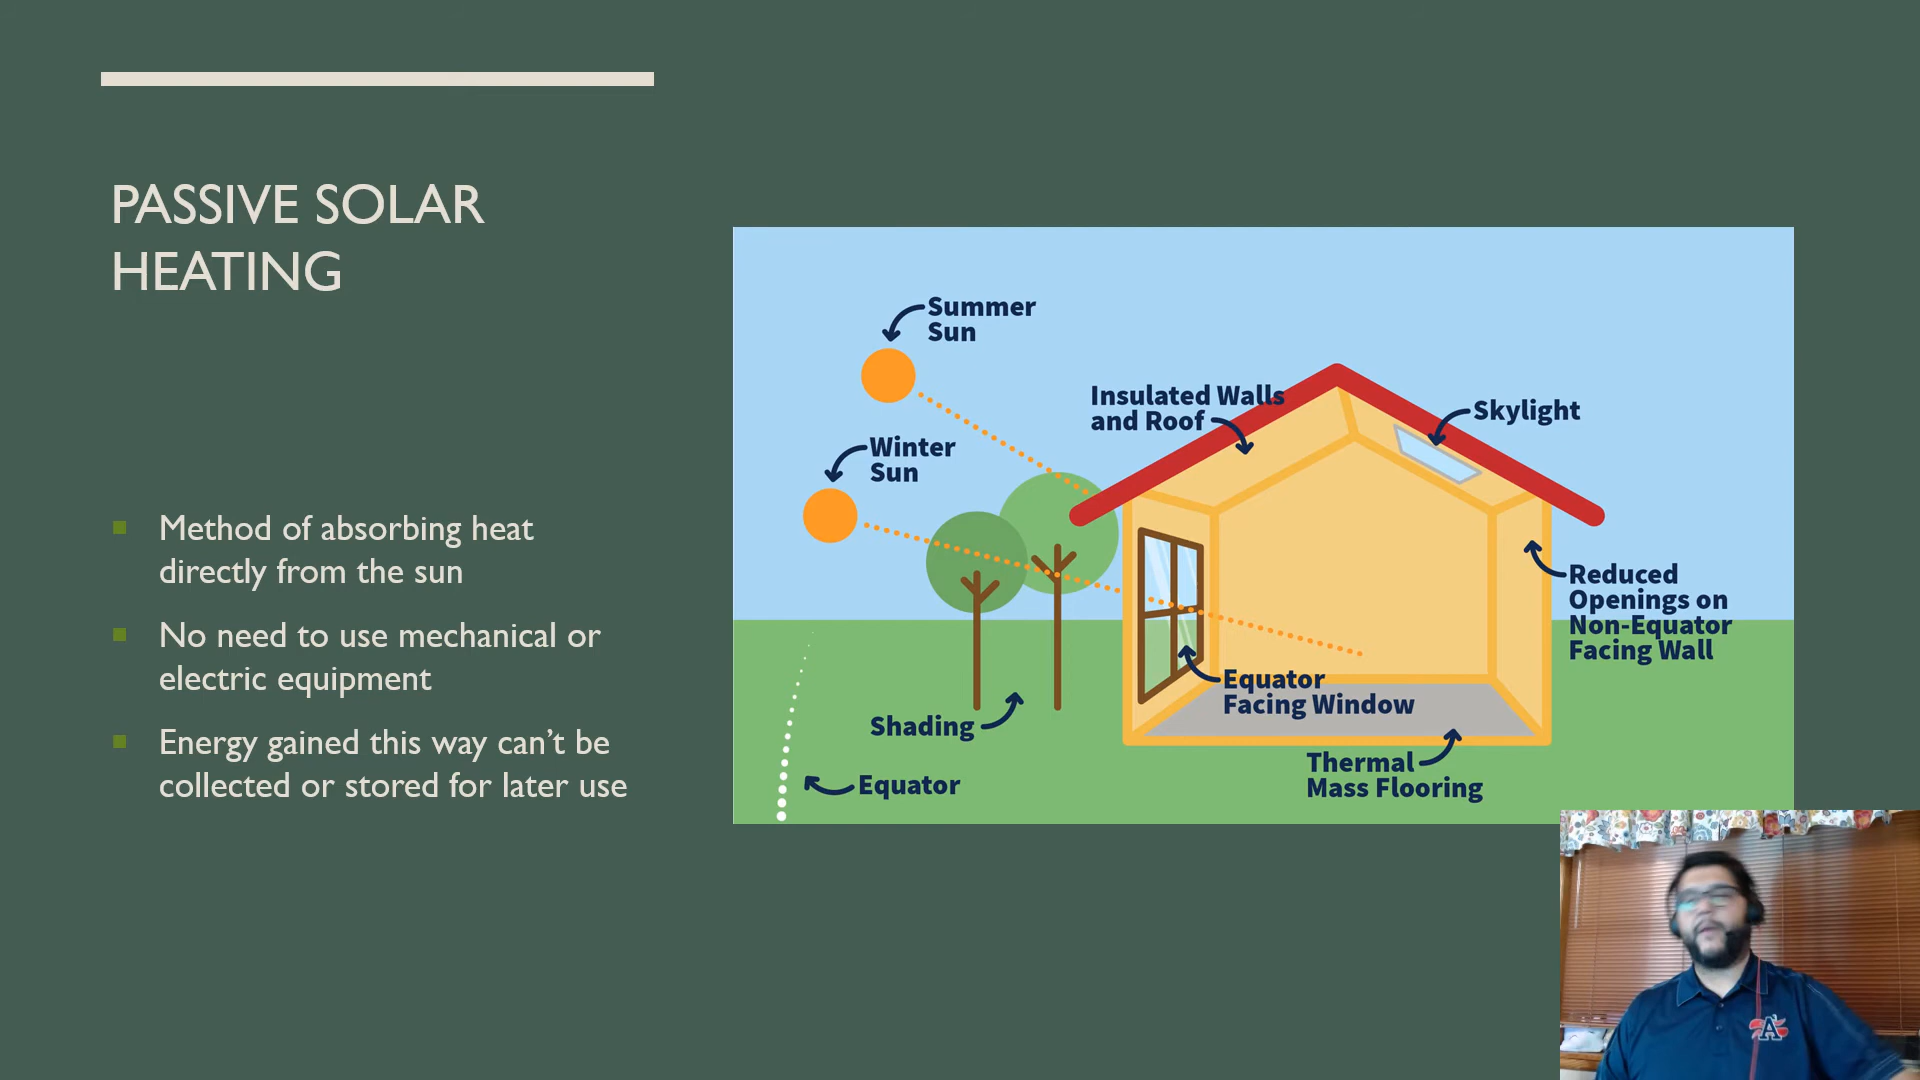 PASSIVE SOLAR
HEATING
Method of absorbing heat
directly from the sun
No need to use mechanical or
electric equipment
Energy gained this way can’t be
collected or stored for later use
Summer
Sun
Winter
Sun
Insulated Walls
and Roof
Skylight
Reduced
Openings on
Non-Equator
Facing Wall
Equator
Facing Window
Shading
Thermal
Mass Flooring
Equator
A